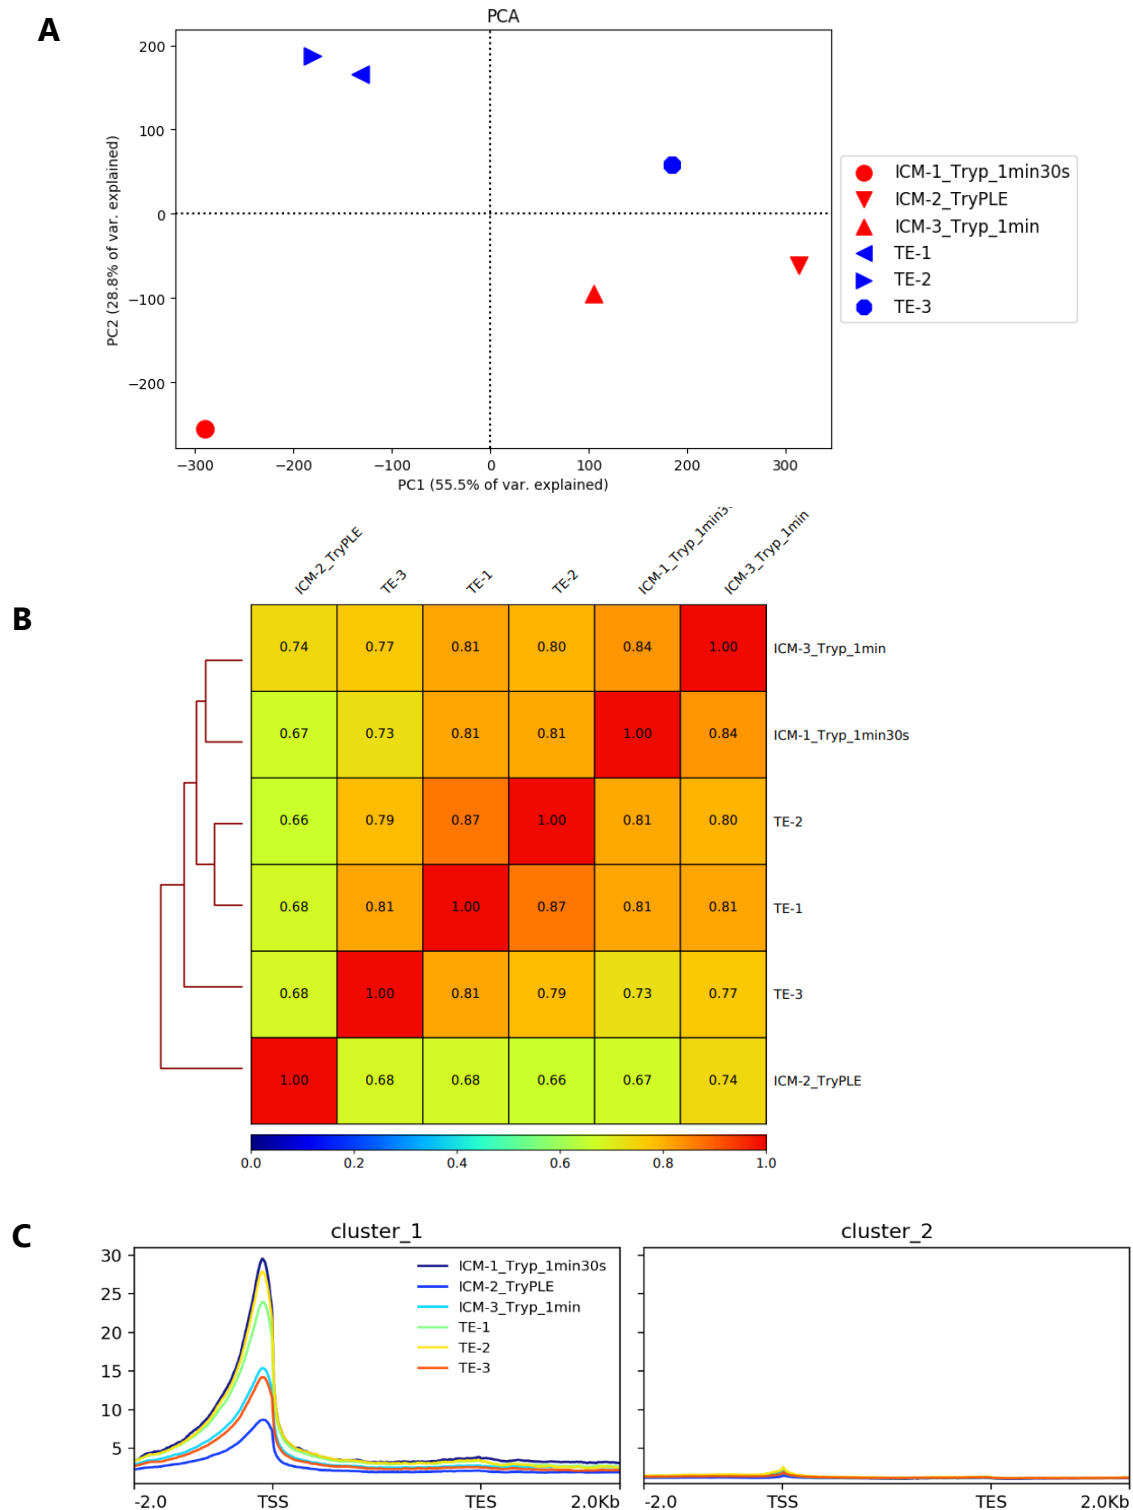 A
PCA
200
100
0
−100
−200
PC2 (28.8% of var. explained)
−300
−200
−100
0
100
200
300
PC1 (55.5% of var. explained)
ICM-1_Tryp_1min30s
ICM-2_TryPLE
ICM-3_Tryp_1min
TE-1
TE-2
TE-3
B
ICM-2_TryPLE
TE-3
TE-1
TE-2
ICM-1_Tryp_1min3
ICM-3_Tryp_1min
0.74 0.77 0.81 0.80 0.84 1.00 ICM-3_Tryp_1min
0.67 0.73 0.81 0.81 1.00 0.84 ICM-1_Tryp_1min30s
0.66 0.79 0.87 1.00 0.81 0.80 TE-2
0.68 0.81 1.00 0.87 0.81 0.81 TE-1
0.68 1.00 0.81 0.79 0.73 0.77 TE-3
1.00 0.68 0.68 0.66 0.67 0.74 ICM-2_TryPLE
0.0 0.2 0.4 0.6 0.8 1.0
C
cluster_1
30
25
20
15
10
5
ICM-1_Tryp_1min30s
ICM-2_TryPLE
ICM-3_Tryp_1min
TE-1
TE-2
TE-3
-2.0 TSS TES 2.0Kb
cluster_2
-2.0 TSS TES 2.0Kb